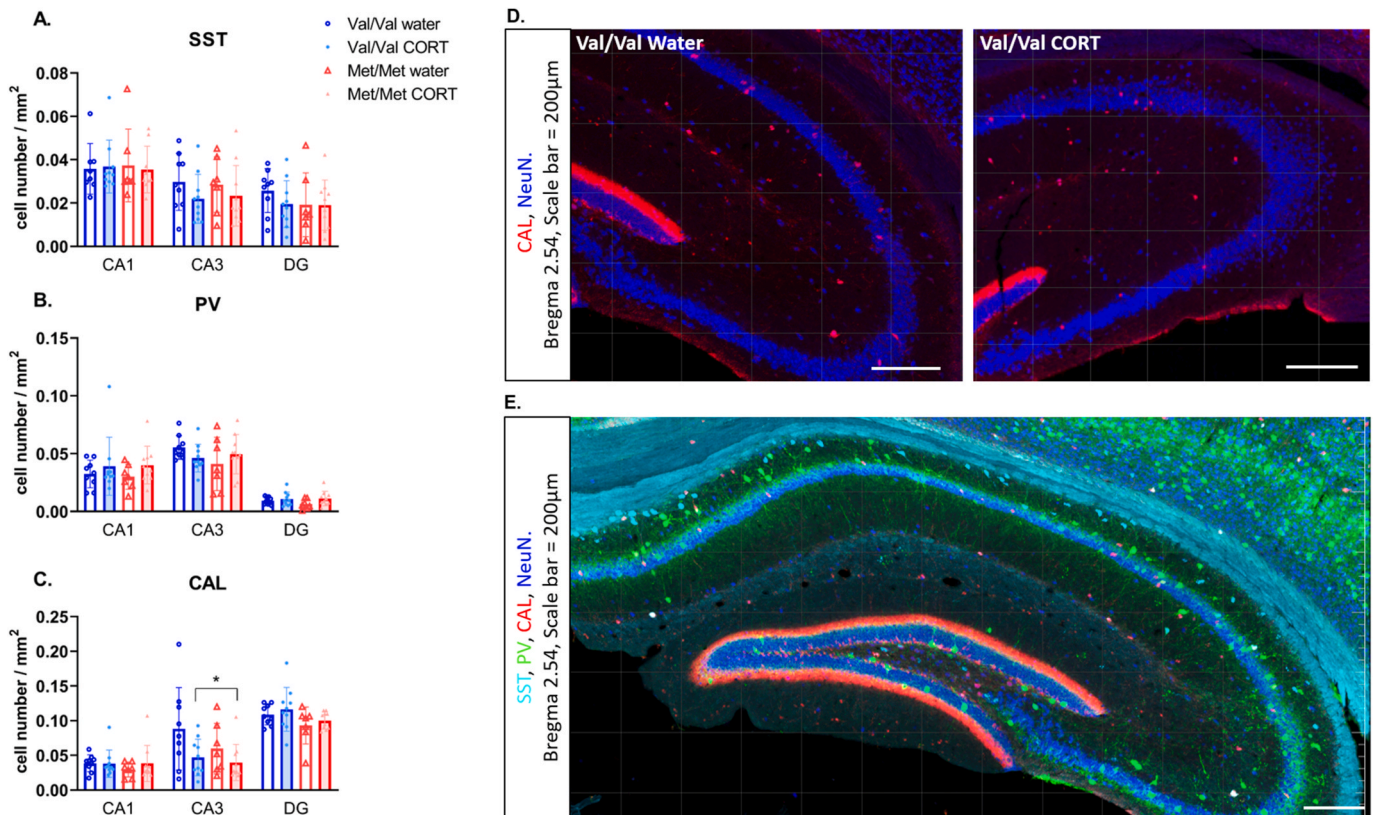 A.
SST
Val/Val water
Val/Val CORT
Met/Met water
Met/Met CORT
cell number / mm²
0.08
0.06
0.04
0.02
0.00
CA1 CA3 DG
B.
PV
cell number / mm²
0.15
0.10
0.05
0.00
CA1 CA3 DG
C.
CAL
cell number / mm²
0.25
0.20
0.15
0.10
0.05
0.00
*
CA1 CA3 DG
D.
CAL, NeuN.
Bregma 2.54, Scale bar = 200µm
Val/Val Water
Val/Val CORT
E.
SST, PV, CAL, NeuN.
Bregma 2.54, Scale bar = 200µm